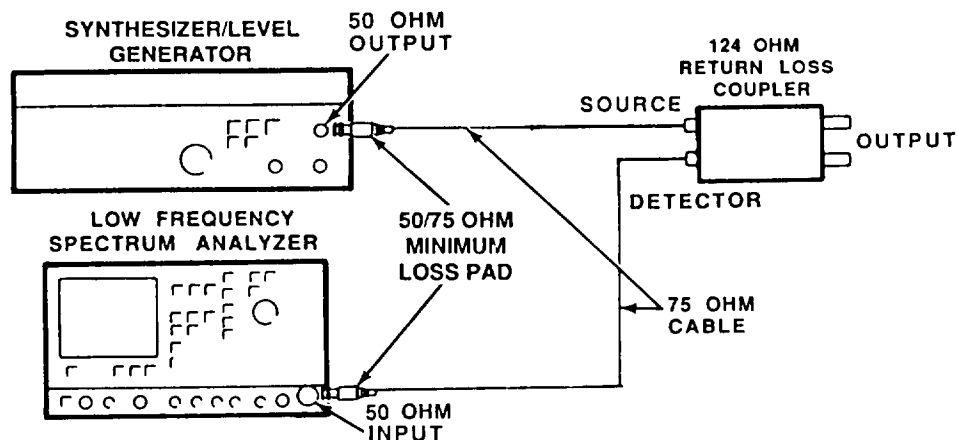 SYNTHESIZER/LEVEL
GENERATOR
50 OHM
OUTPUT
124 OHM
RETURN LOSS
COUPLER
SOURCE
OUTPUT
DETECTOR
LOW FREQUENCY
SPECTRUM ANALYZER
50/75 OHM
MINIMUM
LOSS PAD
75 OHM
CABLE
50 OHM
INPUT